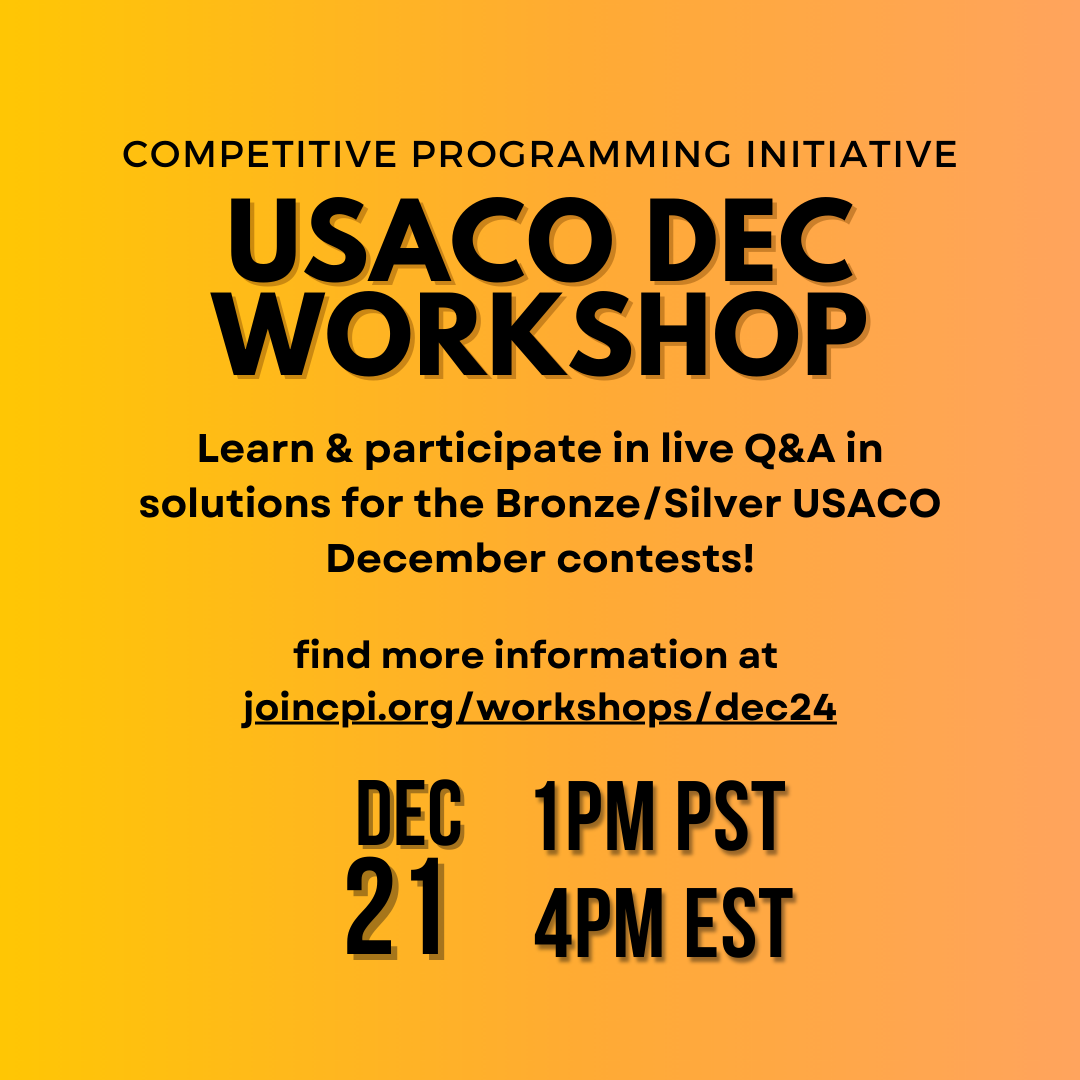 COMPETITIVE PROGRAMMING INITIATIVE
USACO DEC
WORKSHOP
Learn & participate in live Q&A in
solutions for the Bronze/Silver USACO
December contests!
find more information at
joincpi.org/workshops/dec24
DEC
21
1PM PST
4PM EST